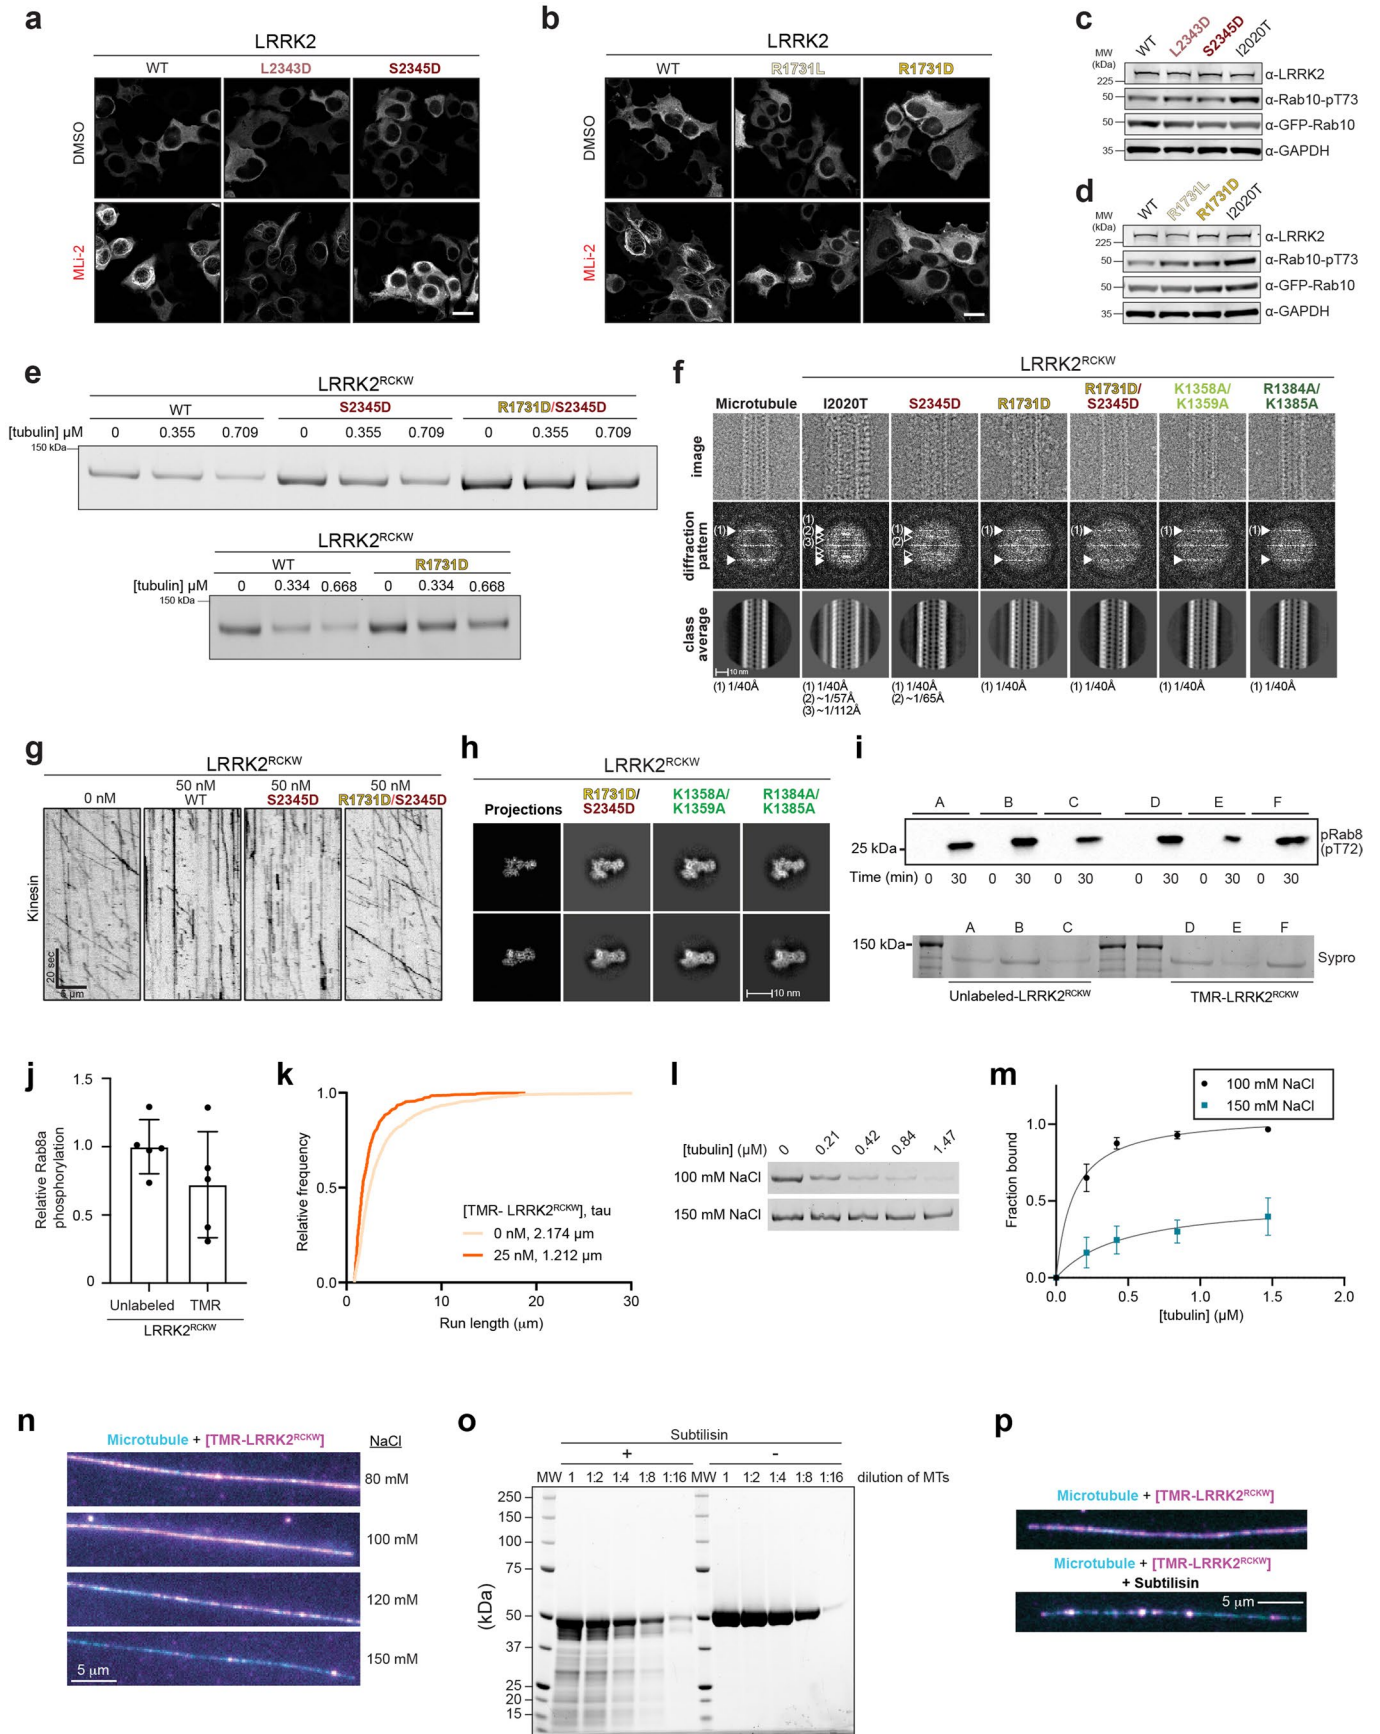 a
LRRK2
WT L2343D S2345D
DMSO
MLi-2
b
LRRK2
WT R1731L R1731D
DMSO
MLi-2
c
MW
(kDa)
WT L2343D S2345D I2020T
225 α-LRRK2
50 α-Rab10-pT73
50 α-GFP-Rab10
35 α-GAPDH
d
MW
(kDa)
WT R1731L R1731D I2020T
225 α-LRRK2
50 α-Rab10-pT73
50 α-GFP-Rab10
35 α-GAPDH
e
LRRK2RCKW
WT S2345D R1731D/S2345D
[tubulin] µM 0 0.355 0.709 0 0.355 0.709 0 0.355 0.709
150 kDa
LRRK2RCKW
WT R1731D
[tubulin] µM 0 0.334 0.668 0 0.334 0.668
150 kDa
f
LRRK2RCKW
Microtubule I2020T S2345D R1731D R1731D/ S2345D K1358A/ K1359A R1384A/ K1385A
image
diffraction pattern
(1) (1) (2) (3) (1) (2) (1) (1) (1) (1)
class average
10 nm
(1) 1/40Å (1) 1/40Å (1) 1/40Å (1) 1/40Å (1) 1/40Å (1) 1/40Å (1) 1/40Å
(2) ~1/57Å (2) ~1/65Å
(3) ~1/112Å
g
LRRK2RCKW
0 nM 50 nM WT 50 nM S2345D 50 nM R1731D/S2345D
Kinesin
20 sec
5 µm
h
LRRK2RCKW
Projections R1731D/ S2345D K1358A/ K1359A R1384A/ K1385A
10 nm
i
A B C D E F
25 kDa
pRab8
(pT72)
Time (min) 0 30 0 30 0 30 0 30 0 30 0 30
A B C D E F
150 kDa
Sypro
Unlabeled-LRRK2RCKW TMR-LRRK2RCKW
j
Relative Rab8a
phosphorylation
1.5
1.0
0.5
0
Unlabeled TMR
LRRK2RCKW
k
Relative frequency
1.0
0.5
0.0
[TMR- LRRK2RCKW], tau
0 nM, 2.174 µm
25 nM, 1.212 µm
0 10 20 30
Run length (µm)
l
[tubulin] (µM) 0 0.21 0.42 0.84 1.47
100 mM NaCl
150 mM NaCl
m
100 mM NaCl
150 mM NaCl
Fraction bound
1.0
0.5
0.0
0.0 0.5 1.0 1.5 2.0
[tubulin] (µM)
n
Microtubule + [TMR-LRRK2RCKW] NaCl
80 mM
100 mM
120 mM
150 mM
5 µm
o
Subtilisin
+ -
MW 1 1:2 1:4 1:8 1:16 MW 1 1:2 1:4 1:8 1:16 dilution of MTs
(kDa)
250
150
100
75
50
37
25
20
15
p
Microtubule + [TMR-LRRK2RCKW]
Microtubule + [TMR-LRRK2RCKW]
+ Subtilisin
5 µm